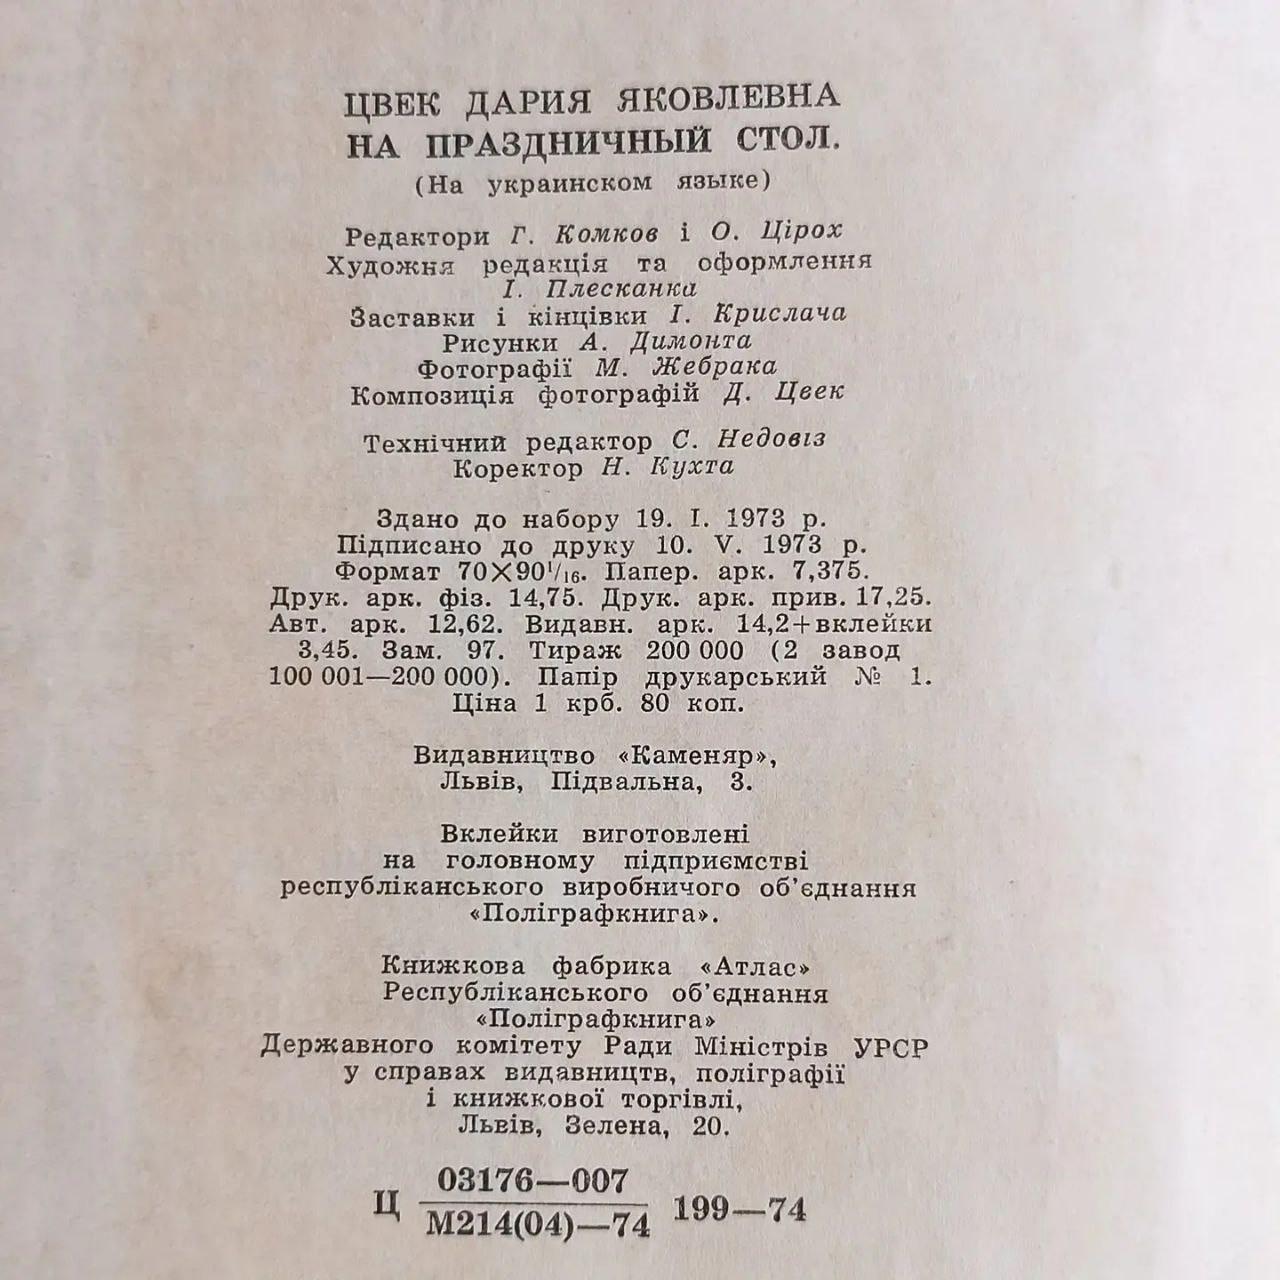 ЦВЕК ДАРИЯ ЯКОВЛЕВНА
НА ПРАЗДНИЧНЫЙ СТОЛ.
(На украинском языке)
Редактори Г. Комков і О. Цірох
Художня редакція та оформлення
І. Плесканка
Заставки і кінцівки І. Крислача
Рисунки А. Димонта
Фотографії М. Жебрака
Композиція фотографій Д. Цвек
Технічний редактор С. Недовіз
Коректор Н. Кухта
Здано до набору 19. I. 1973 р.
Підписано до друку 10. V. 1973 р.
Формат 70×90¹/₁₆. Папер. арк. 7,375.
Друк. арк. фіз. 14,75. Друк. арк. прив. 17,25.
Авт. арк. 12,62. Видавн. арк. 14,2+вклейки
3,45. Зам. 97. Тираж 200 000 (2 завод
100 001—200 000). Папір друкарський № 1.
Ціна 1 крб. 80 коп.
Видавництво «Каменяр»,
Львів, Підвальна, 3.
Вклейки виготовлені
на головному підприємстві
республіканського виробничого об’єднання
«Поліграфкнига».
Книжкова фабрика «Атлас»
Республіканського об’єднання
«Поліграфкнига»
Державного комітету Ради Міністрів УРСР
у справах видавництв, поліграфії
і книжкової торгівлі,
Львів, Зелена, 20.
03176—007
Ц 199—74
М214(04)—74